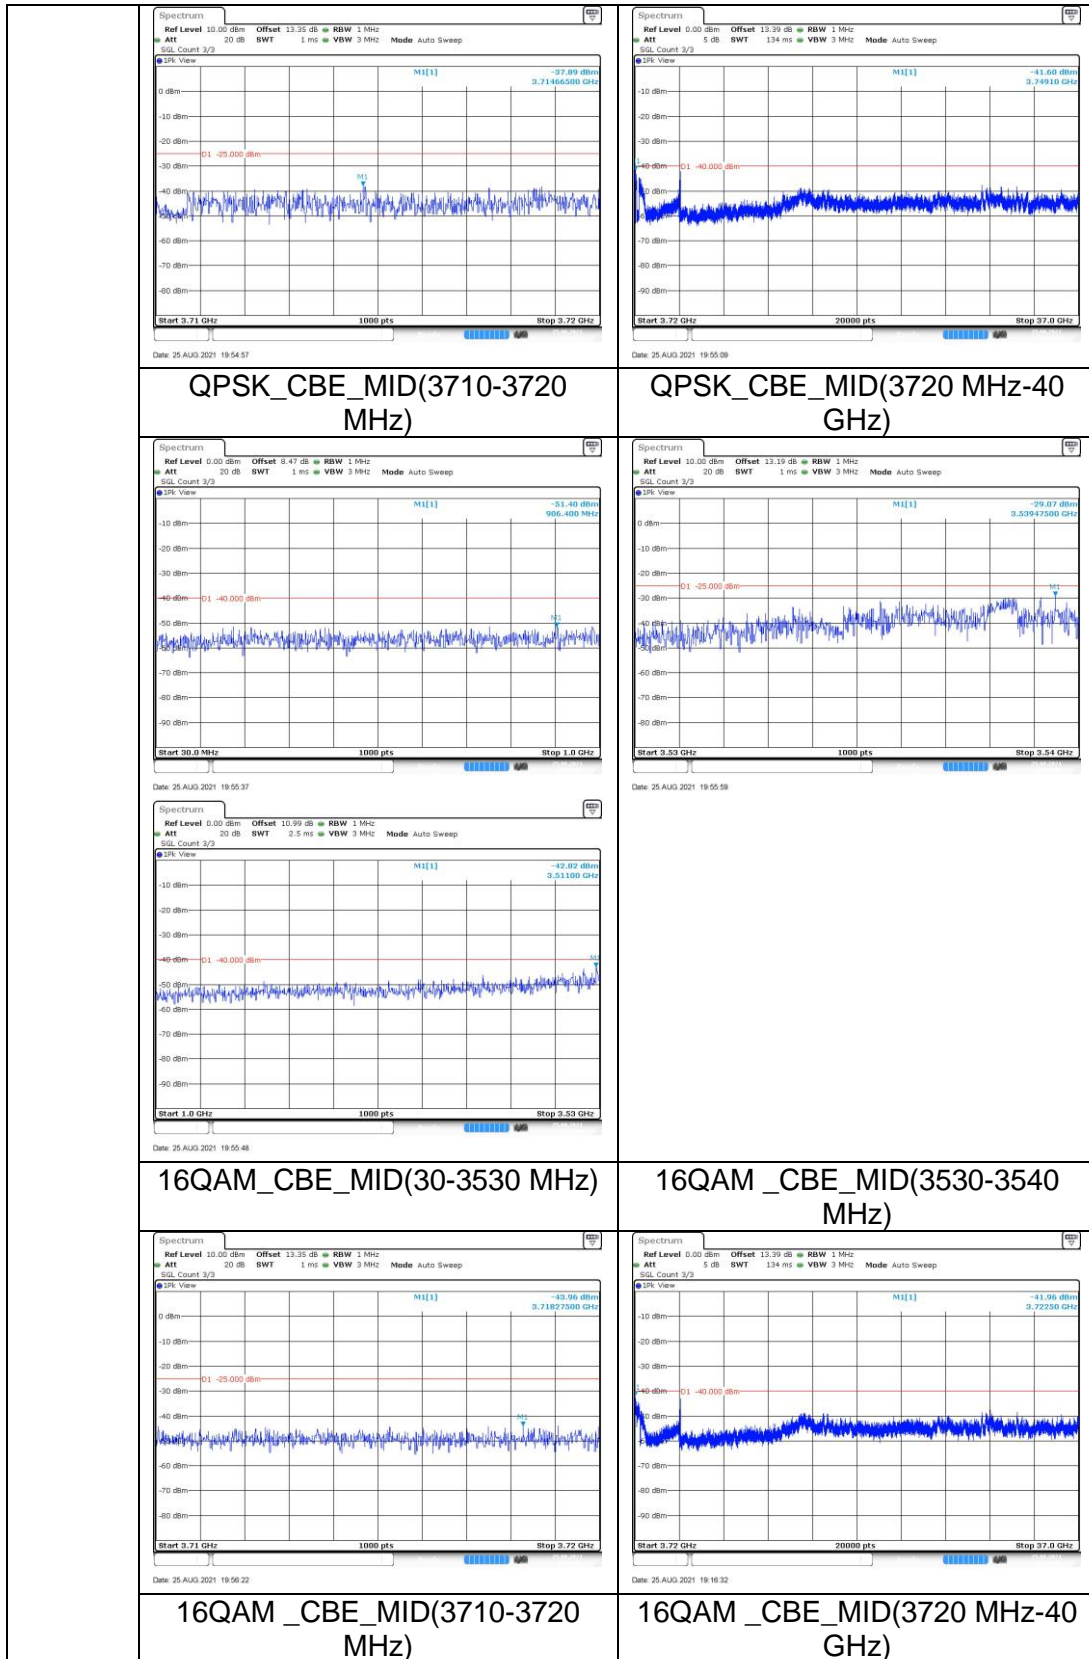 Spectrum
Ref Level 10.00 dBm Offset 13.35 dB RBW 1 MHz
Att 20 dB SWT 1 ms VBW 3 MHz Mode Auto Sweep
SGL Count 3/3
1Pk View
M1[1] -37.89 dBm
3.71466500 GHz
0 dBm
-10 dBm
-20 dBm
D1 -25.000 dBm
-30 dBm
M1
-40 dBm
-60 dBm
-70 dBm
-80 dBm
Start 3.71 GHz 1000 pts Stop 3.72 GHz
Date: 25.AUG.2021 19:54:57
QPSK_CBE_MID(3710-3720
MHz)
Spectrum
Ref Level 0.00 dBm Offset 13.39 dB RBW 1 MHz
Att 5 dB SWT 134 ms VBW 3 MHz Mode Auto Sweep
SGL Count 3/3
1Pk View
M1[1] -41.60 dBm
3.74910 GHz
-10 dBm
-20 dBm
-30 dBm
-40 dBm D1 -40.000 dBm
-70 dBm
-80 dBm
-90 dBm
Start 3.72 GHz 20000 pts Stop 37.0 GHz
Date: 25.AUG.2021 19:55:09
QPSK_CBE_MID(3720 MHz-40
GHz)
Spectrum
Ref Level 0.00 dBm Offset 8.47 dB RBW 1 MHz
Att 20 dB SWT 1 ms VBW 3 MHz Mode Auto Sweep
SGL Count 3/3
1Pk View
M1[1] -51.40 dBm
906.400 MHz
-10 dBm
-20 dBm
-30 dBm
-40 dBm D1 -40.000 dBm
M1
-50 dBm
-70 dBm
-80 dBm
-90 dBm
Start 30.0 MHz 1000 pts Stop 1.0 GHz
Date: 25.AUG.2021 19:55:37
Spectrum
Ref Level 0.00 dBm Offset 10.99 dB RBW 1 MHz
Att 20 dB SWT 2.5 ms VBW 3 MHz Mode Auto Sweep
SGL Count 3/3
1Pk View
M1[1] -42.82 dBm
3.51100 GHz
-10 dBm
-20 dBm
-30 dBm
-40 dBm D1 -40.000 dBm
M1
-50 dBm
-60 dBm
-70 dBm
-80 dBm
-90 dBm
Start 1.0 GHz 1000 pts Stop 3.53 GHz
Date: 25.AUG.2021 19:55:48
16QAM_CBE_MID(30-3530 MHz)
Spectrum
Ref Level 10.00 dBm Offset 13.19 dB RBW 1 MHz
Att 20 dB SWT 1 ms VBW 3 MHz Mode Auto Sweep
SGL Count 3/3
1Pk View
M1[1] -29.07 dBm
3.53947500 GHz
0 dBm
-10 dBm
-20 dBm
D1 -25.000 dBm
M1
-30 dBm
-40 dBm
-60 dBm
-70 dBm
-80 dBm
Start 3.53 GHz 1000 pts Stop 3.54 GHz
Date: 25.AUG.2021 19:55:59
16QAM _CBE_MID(3530-3540
MHz)
Spectrum
Ref Level 10.00 dBm Offset 13.35 dB RBW 1 MHz
Att 20 dB SWT 1 ms VBW 3 MHz Mode Auto Sweep
SGL Count 3/3
1Pk View
M1[1] -43.96 dBm
3.71827500 GHz
0 dBm
-10 dBm
-20 dBm
D1 -25.000 dBm
-30 dBm
-40 dBm
M1
-60 dBm
-70 dBm
-80 dBm
Start 3.71 GHz 1000 pts Stop 3.72 GHz
Date: 25.AUG.2021 19:56:22
16QAM _CBE_MID(3710-3720
MHz)
Spectrum
Ref Level 0.00 dBm Offset 13.39 dB RBW 1 MHz
Att 5 dB SWT 134 ms VBW 3 MHz Mode Auto Sweep
SGL Count 3/3
1Pk View
M1[1] -41.96 dBm
3.72250 GHz
-10 dBm
-20 dBm
-30 dBm
-40 dBm D1 -40.000 dBm
-70 dBm
-80 dBm
-90 dBm
Start 3.72 GHz 20000 pts Stop 37.0 GHz
Date: 25.AUG.2021 19:16:32
16QAM _CBE_MID(3720 MHz-40
GHz)